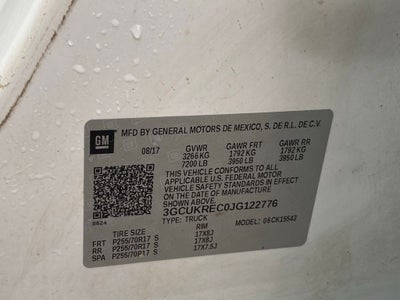 GM MFD BY GENERAL MOTORS DE MEXICO, S. DE R.L. DE C.V.
08/17 GVWR GAWR FRT GAWR RR
3266 KG 1792 KG 1792 KG
7200 LB 3950 LB 3950 LB
THIS VEHICLE CONFORMS TO ALL APPLICABLE
U.S. FEDERAL MOTOR VEHICLE
SAFETY STANDARDS IN EFFECT ON
THE DATE OF MANUFACTURE
SHOWN ABOVE.
3GCUKREC0JG122776
TYPE: TRUCK MODEL: 06CK15543
0624
TIRE SIZE RIM
FRT P255/70R17 S 17X8J
RR P255/70R17 S 17X8J
SPA P255/70R17 S 17X7.5J